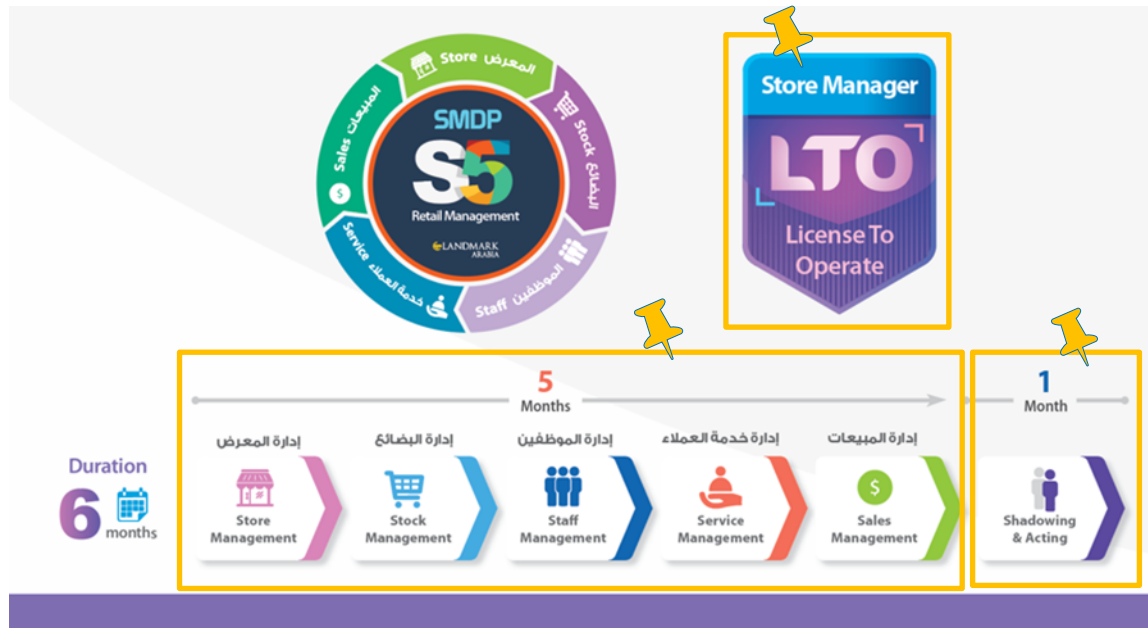 Store المعرض
Stock البضائع
Staff الموظفين
Service خدمة العملاء
Sales المبيعات
$
SMDP
S5
Retail Management
LANDMARK
ARABIA
Store Manager
LTO
License To
Operate
5
Months
1
Month
Duration
6
months
إدارة المعرض
Store
Management
إدارة البضائع
Stock
Management
إدارة الموظفين
Staff
Management
إدارة خدمة العملاء
Service
Management
إدارة المبيعات
$
Sales
Management
Shadowing
& Acting